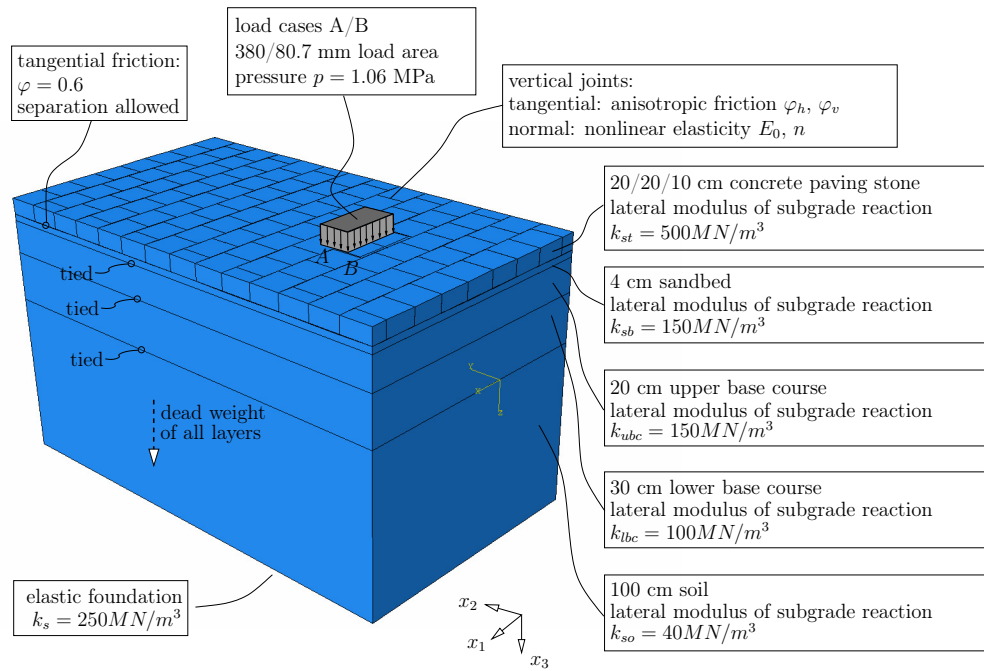 load cases A/B
380/80.7 mm load area
pressure p = 1.06 MPa
tangential friction:
φ = 0.6
separation allowed
vertical joints:
tangential: anisotropic friction φh, φv
normal: nonlinear elasticity E0, n
20/20/10 cm concrete paving stone
lateral modulus of subgrade reaction
kst = 500MN/m³
A
B
tied
tied
tied
4 cm sandbed
lateral modulus of subgrade reaction
ksb = 150MN/m³
Y
X
Z
20 cm upper base course
lateral modulus of subgrade reaction
kubc = 150MN/m³
dead weight
of all layers
30 cm lower base course
lateral modulus of subgrade reaction
klbc = 100MN/m³
elastic foundation
ks = 250MN/m³
x2
x1
x3
100 cm soil
lateral modulus of subgrade reaction
kso = 40MN/m³